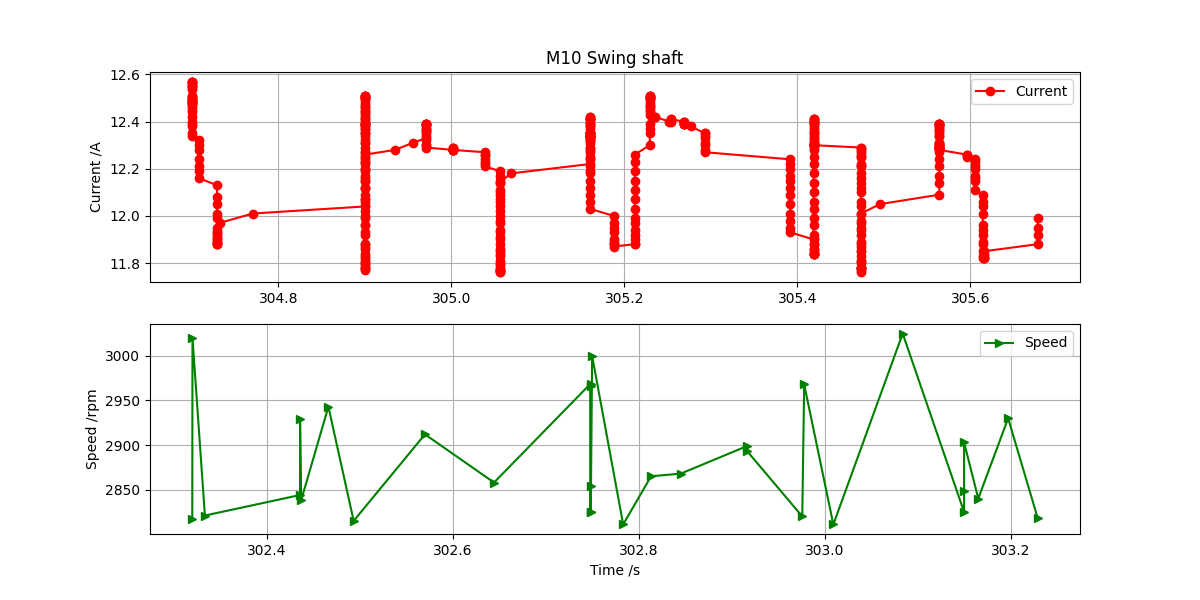 M10 Swing shaft
12.6
12.4
12.2
12.0
11.8
Current /A
Current
304.8 305.0 305.2 305.4 305.6
3000
2950
2900
2850
Speed /rpm
Speed
302.4 302.6 302.8 303.0 303.2
Time /s